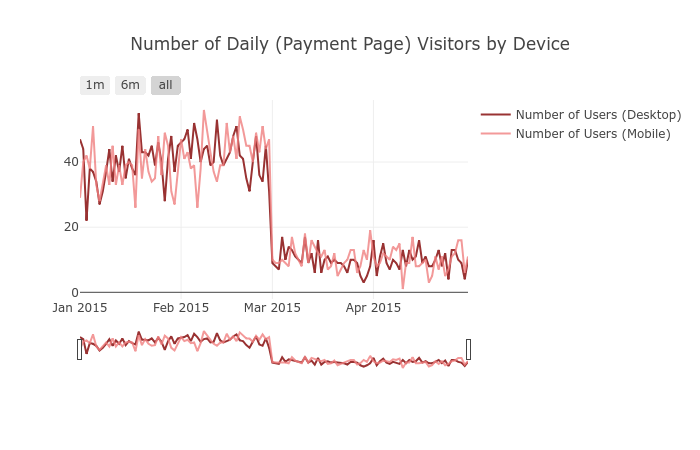 Number of Daily (Payment Page) Visitors by Device
1m 6m all
Number of Users (Desktop)
Number of Users (Mobile)
40
20
0
Jan 2015 Feb 2015 Mar 2015 Apr 2015